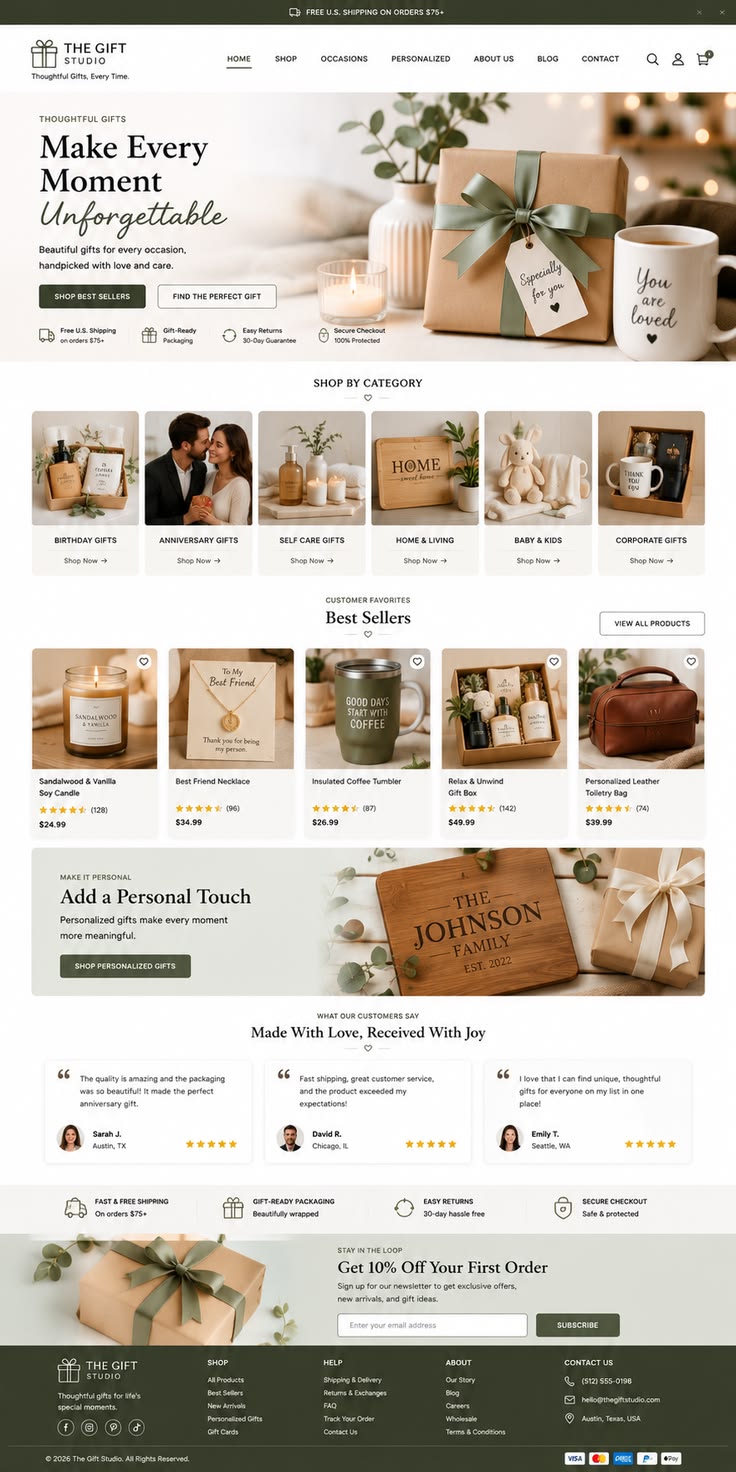 FREE U.S. SHIPPING ON ORDERS $75+
THE GIFT
STUDIO
Thoughtful Gifts, Every Time.
HOME
SHOP
OCCASIONS
PERSONALIZED
ABOUT US
BLOG
CONTACT
THOUGHTFUL GIFTS
Make Every
Moment
Unforgettable
Beautiful gifts for every occasion,
handpicked with love and care.
SHOP BEST SELLERS
FIND THE PERFECT GIFT
Free U.S. Shipping
on orders $75+
Gift-Ready
Packaging
Easy Returns
30-Day Guarantee
Secure Checkout
100% Protected
Especially
for you
You
are
loved
SHOP BY CATEGORY
HOME
sweet home
THANK
YOU
BIRTHDAY GIFTS
ANNIVERSARY GIFTS
SELF CARE GIFTS
HOME & LIVING
BABY & KIDS
CORPORATE GIFTS
Shop Now →
Shop Now →
Shop Now →
Shop Now →
Shop Now →
Shop Now →
CUSTOMER FAVORITES
Best Sellers
VIEW ALL PRODUCTS
SANDALWOOD
& VANILLA
To My
Best Friend
Thank you for being
my person.
GOOD DAYS
START WITH
COFFEE
Sandalwood & Vanilla
Soy Candle
(128)
$24.99
Best Friend Necklace
(96)
$34.99
Insulated Coffee Tumbler
(87)
$26.99
Relax & Unwind
Gift Box
(142)
$49.99
Personalized Leather
Toiletry Bag
(74)
$39.99
MAKE IT PERSONAL
Add a Personal Touch
Personalized gifts make every moment
more meaningful.
SHOP PERSONALIZED GIFTS
THE
JOHNSON
FAMILY
EST. 2022
WHAT OUR CUSTOMERS SAY
Made With Love, Received With Joy
“ The quality is amazing and the packaging
was so beautiful! It made the perfect
anniversary gift.
Sarah J.
Austin, TX
“ Fast shipping, great customer service,
and the product exceeded my
expectations!
David R.
Chicago, IL
“ I love that I can find unique, thoughtful
gifts for everyone on my list in one
place!
Emily T.
Seattle, WA
FAST & FREE SHIPPING
On orders $75+
GIFT-READY PACKAGING
Beautifully wrapped
EASY RETURNS
30-day hassle free
SECURE CHECKOUT
Safe & protected
STAY IN THE LOOP
Get 10% Off Your First Order
Sign up for our newsletter to get exclusive offers,
new arrivals, and gift ideas.
Enter your email address
SUBSCRIBE
THE GIFT
STUDIO
Thoughtful gifts for life's
special moments.
SHOP
All Products
Best Sellers
New Arrivals
Personalized Gifts
Gift Cards
HELP
Shipping & Delivery
Returns & Exchanges
FAQ
Track Your Order
Contact Us
ABOUT
Our Story
Blog
Careers
Wholesale
Terms & Conditions
CONTACT US
(512) 555-0198
hello@thegiftstudio.com
Austin, Texas, USA
© 2026 The Gift Studio. All Rights Reserved.
VISA
Pay